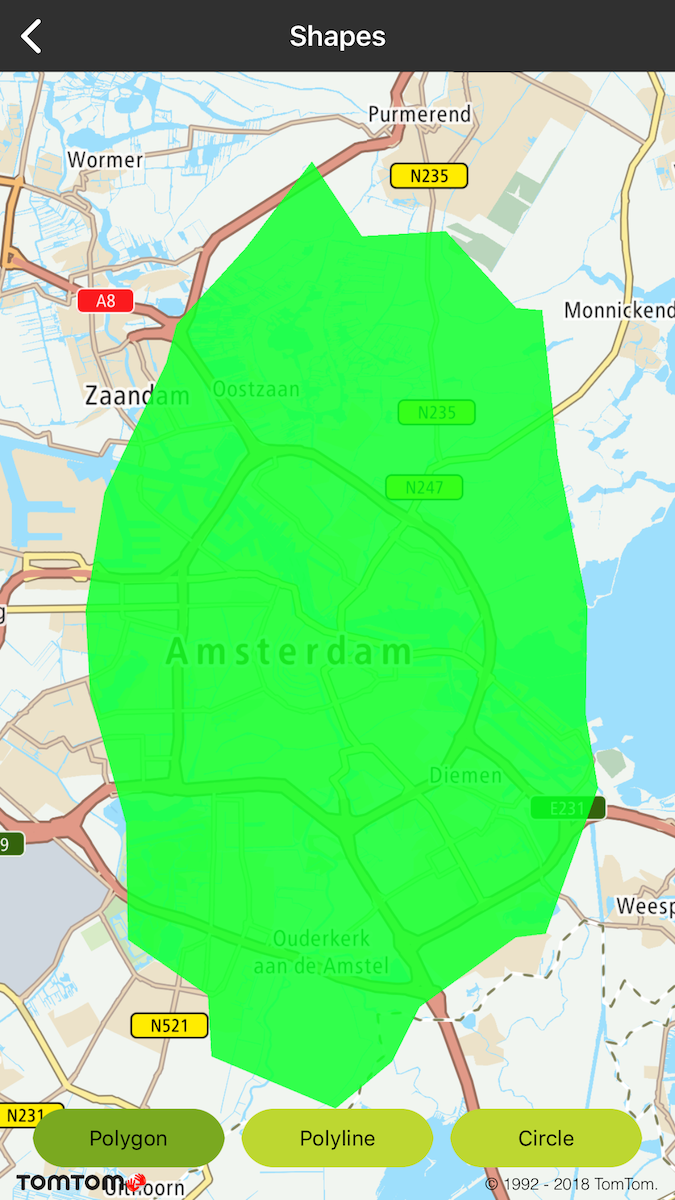 Shapes
Purmerend
Wormer
N235
A8
Monnickend
Zaandam
Oostzaan
N235
N247
g
Amsterdam
Diemen
E231
9
Weesp
Ouderkerk
aan de Amstel
N521
N231
Polygon
Polyline
Circle
TOMTOM
Uithoorn
© 1992 - 2018 TomTom.